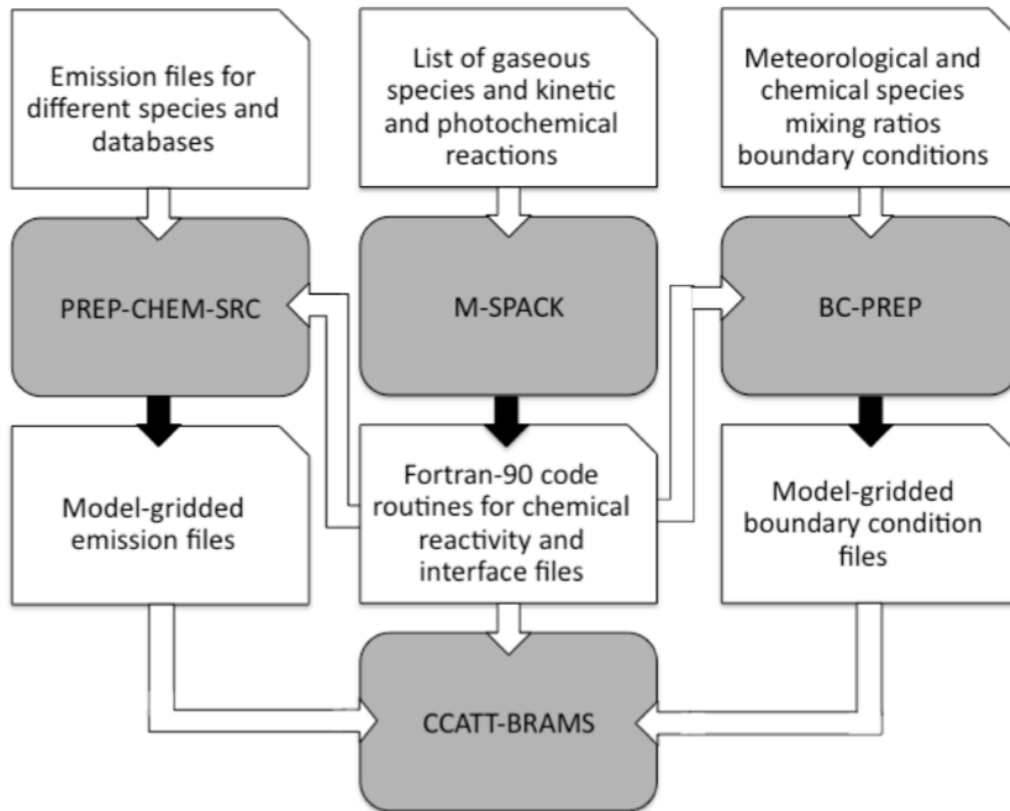 Emission files for
different species and
databases
List of gaseous
species and kinetic
and photochemical
reactions
Meteorological and
chemical species
mixing ratios
boundary conditions
PREP-CHEM-SRC
M-SPACK
BC-PREP
Model-gridded
emission files
Fortran-90 code
routines for chemical
reactivity and
interface files
Model-gridded
boundary condition
files
CCATT-BRAMS